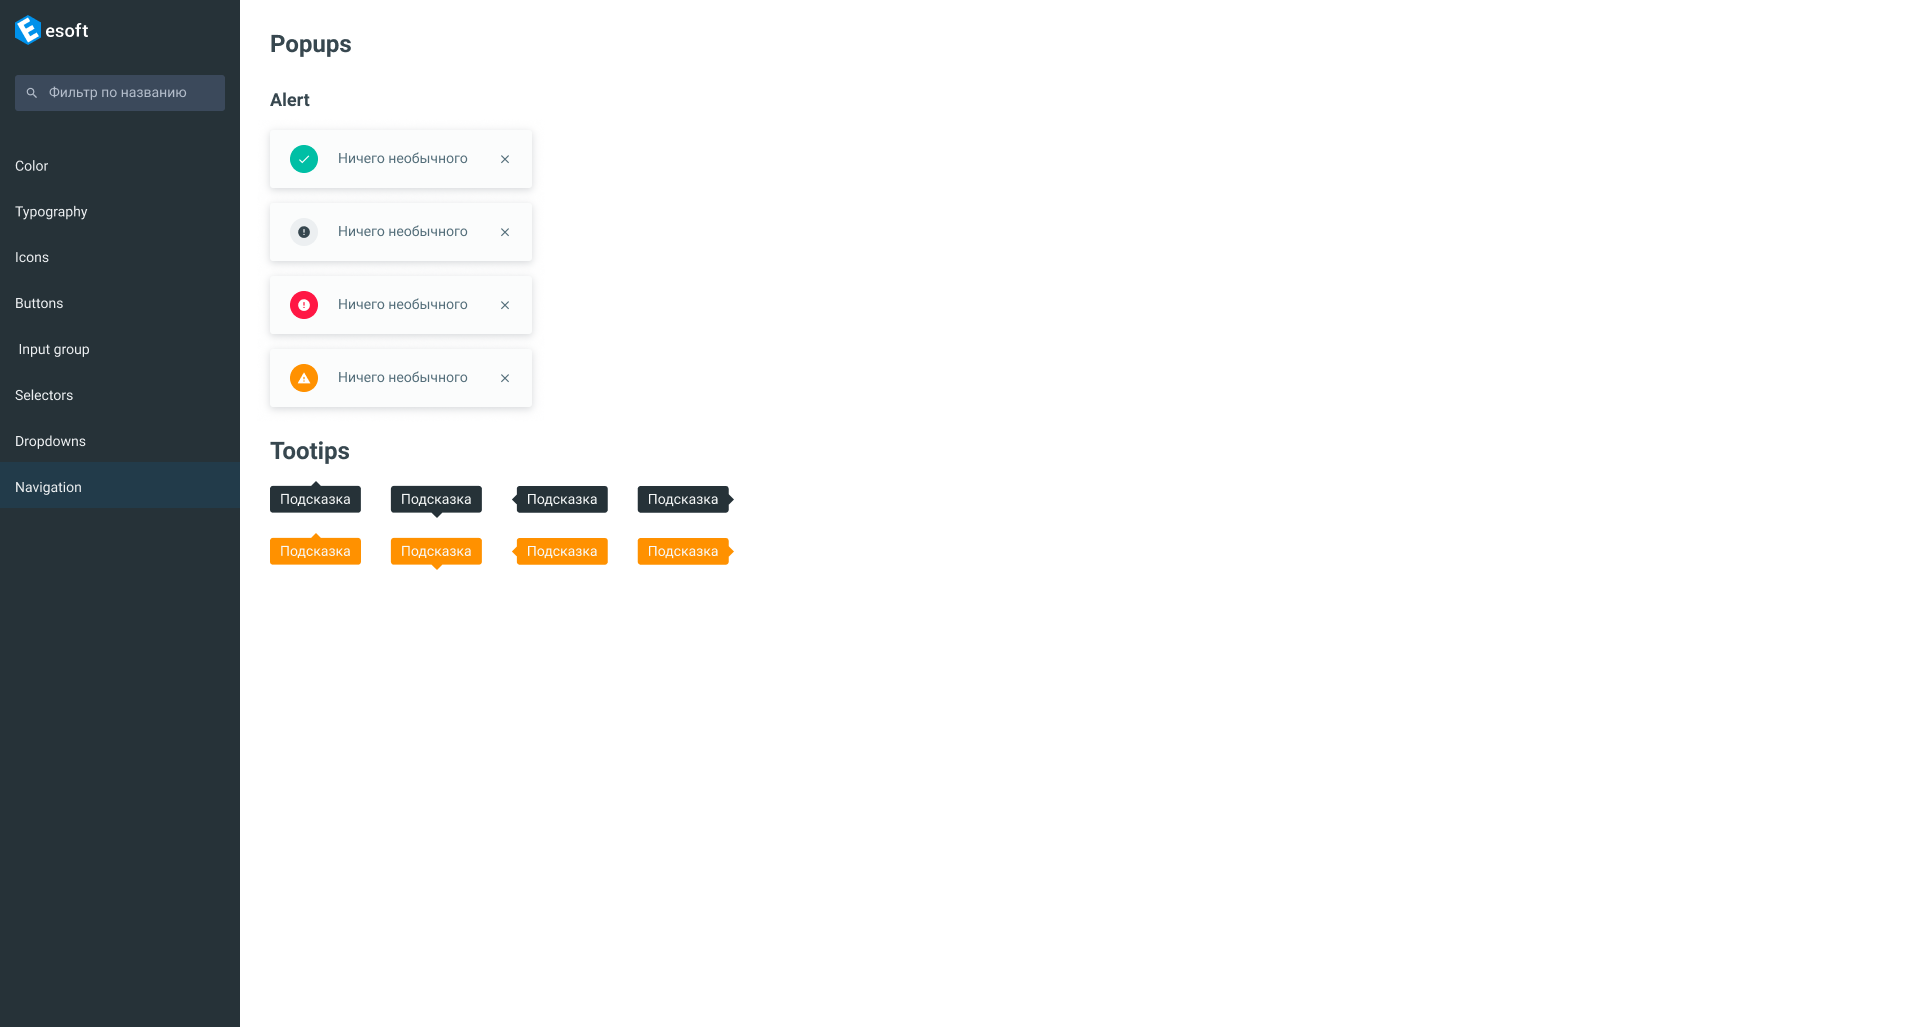 esoft
Фильтр по названию
Color
Typography
Icons
Buttons
Input group
Selectors
Dropdowns
Navigation
Popups
Alert
Ничего необычного
Ничего необычного
Ничего необычного
Ничего необычного
Tootips
Подсказка Подсказка Подсказка Подсказка
Подсказка Подсказка Подсказка Подсказка